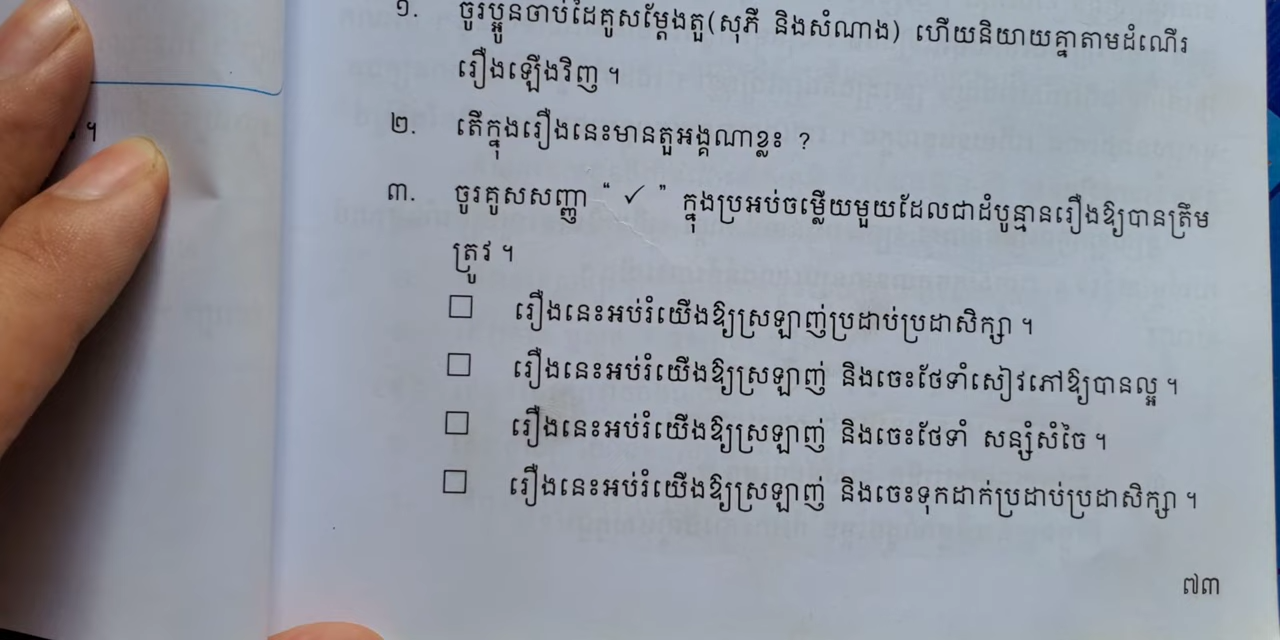 ១. ចូរប្អូនចាប់ដៃគូសម្តែងតួ(សុភី និងសំណាង) ហើយនិយាយគ្នាតាមដំណើរ
រឿងឡើងវិញ ។
។
២. តើក្នុងរឿងនេះមានតួអង្គណាខ្លះ ?
៣. ចូរគូសសញ្ញា “ ✓ ” ក្នុងប្រអប់ចម្លើយមួយដែលជាដំបូន្មានរឿងឱ្យបានត្រឹម
ត្រូវ ។
□ រឿងនេះអប់រំយើងឱ្យស្រឡាញ់ប្រដាប់ប្រដាសិក្សា ។
□ រឿងនេះអប់រំយើងឱ្យស្រឡាញ់ និងចេះថែទាំសៀវភៅឱ្យបានល្អ ។
□ រឿងនេះអប់រំយើងឱ្យស្រឡាញ់ និងចេះថែទាំ សន្សំសំចៃ ។
□ រឿងនេះអប់រំយើងឱ្យស្រឡាញ់ និងចេះទុកដាក់ប្រដាប់ប្រដាសិក្សា ។
៧៣